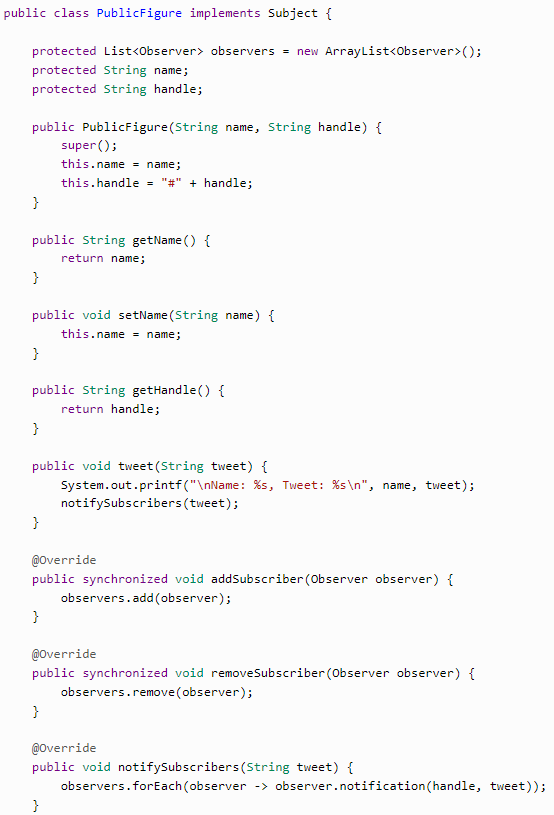 public class PublicFigure implements Subject {
protected List<Observer> observers = new ArrayList<Observer>();
protected String name;
protected String handle;
public PublicFigure(String name, String handle) {
super();
this.name = name;
this.handle = "#" + handle;
}
public String getName() {
return name;
}
public void setName(String name) {
this.name = name;
}
public String getHandle() {
return handle;
}
public void tweet(String tweet) {
System.out.printf("\nName: %s, Tweet: %s\n", name, tweet);
notifySubscribers(tweet);
}
@Override
public synchronized void addSubscriber(Observer observer) {
observers.add(observer);
}
@Override
public synchronized void removeSubscriber(Observer observer) {
observers.remove(observer);
}
@Override
public void notifySubscribers(String tweet) {
observers.forEach(observer -> observer.notification(handle, tweet));
}